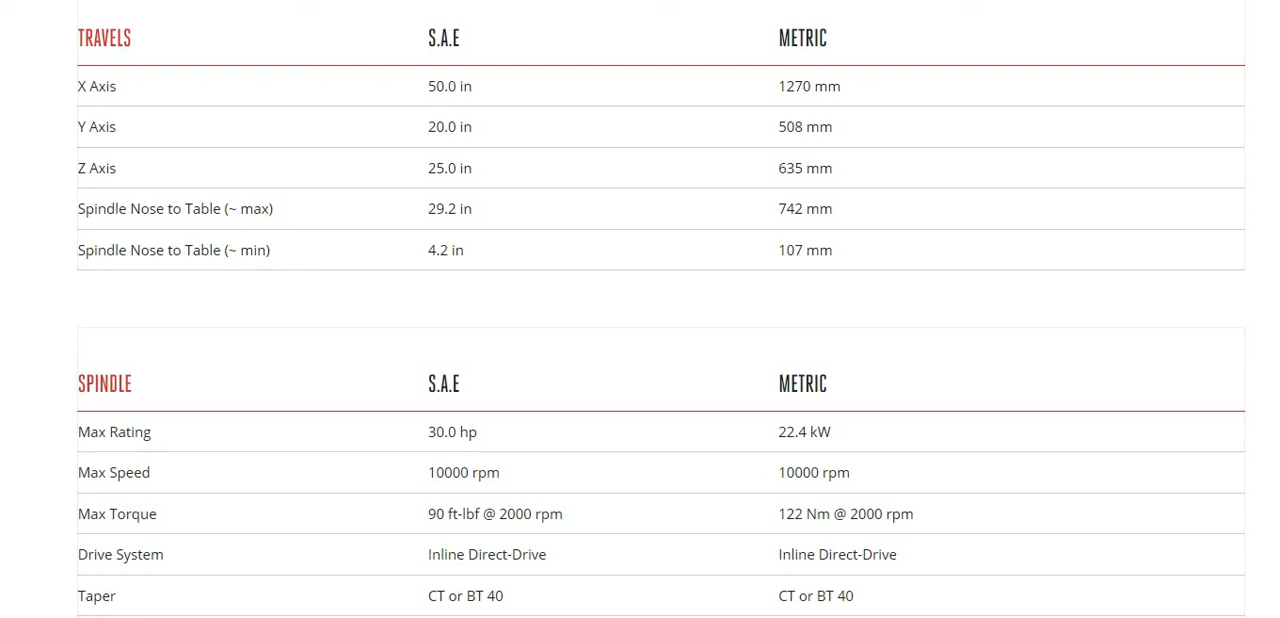 TRAVELS S.A.E METRIC
X Axis 50.0 in 1270 mm
Y Axis 20.0 in 508 mm
Z Axis 25.0 in 635 mm
Spindle Nose to Table (~ max) 29.2 in 742 mm
Spindle Nose to Table (~ min) 4.2 in 107 mm
SPINDLE S.A.E METRIC
Max Rating 30.0 hp 22.4 kW
Max Speed 10000 rpm 10000 rpm
Max Torque 90 ft-lbf @ 2000 rpm 122 Nm @ 2000 rpm
Drive System Inline Direct-Drive Inline Direct-Drive
Taper CT or BT 40 CT or BT 40